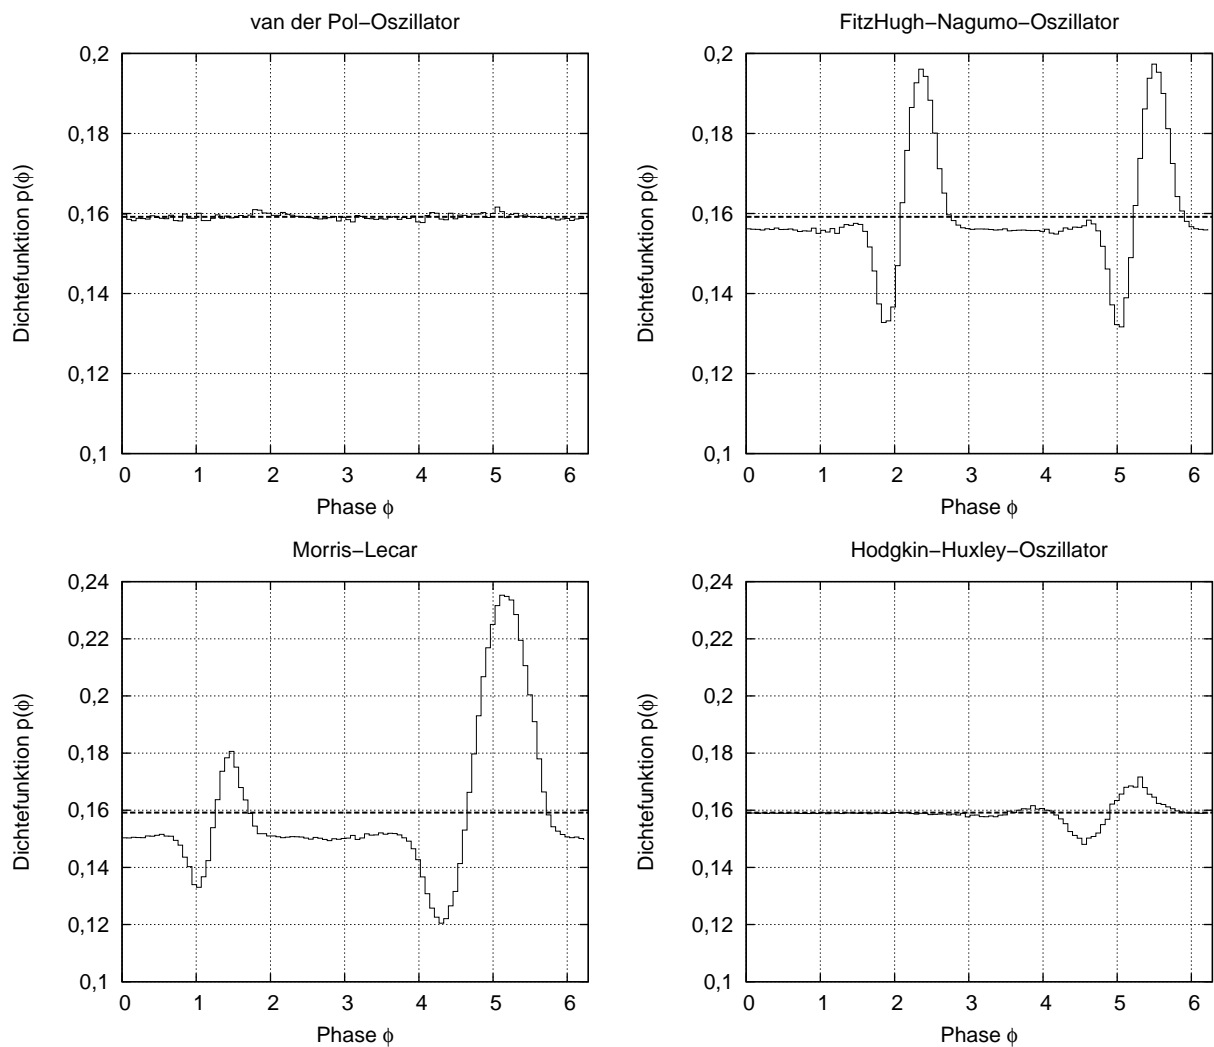 van der Pol−Oszillator
Dichtefunktion p(ϕ)
0,2
0,18
0,16
0,14
0,12
0,1
0 1 2 3 4 5 6
Phase ϕ
FitzHugh−Nagumo−Oszillator
Dichtefunktion p(ϕ)
0,2
0,18
0,16
0,14
0,12
0,1
0 1 2 3 4 5 6
Phase ϕ
Morris−Lecar
Dichtefunktion p(ϕ)
0,24
0,22
0,2
0,18
0,16
0,14
0,12
0,1
0 1 2 3 4 5 6
Phase ϕ
Hodgkin−Huxley−Oszillator
Dichtefunktion p(ϕ)
0,24
0,22
0,2
0,18
0,16
0,14
0,12
0,1
0 1 2 3 4 5 6
Phase ϕ